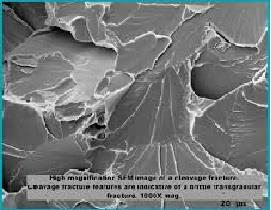 High magnification SEM image of a cleavage fracture.
Cleavage fracture features are indicative of a brittle transgranular
fracture. 1000X mag.
20 µm